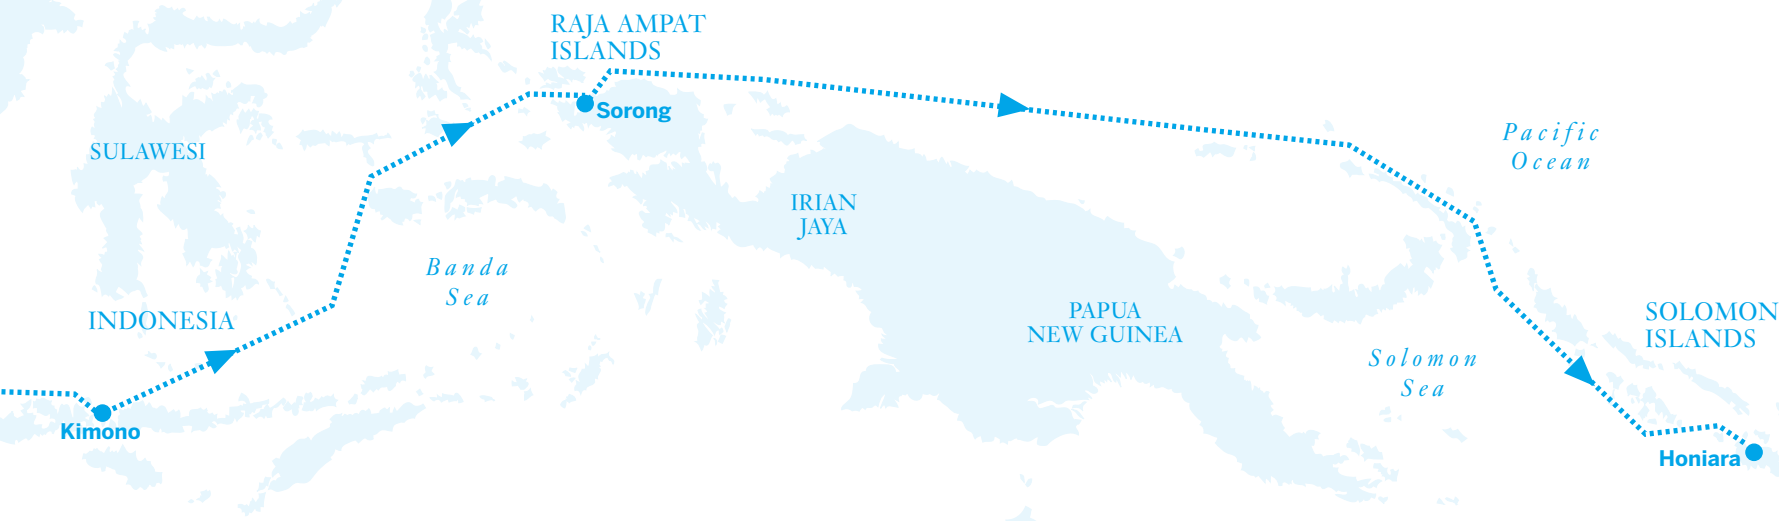 RAJA AMPAT
ISLANDS
Sorong
Pacific
Ocean
SULAWESI
IRIAN
JAYA
Banda
Sea
INDONESIA
PAPUA
NEW GUINEA
SOLOMON
ISLANDS
Solomon
Sea
Kimono
Honiara